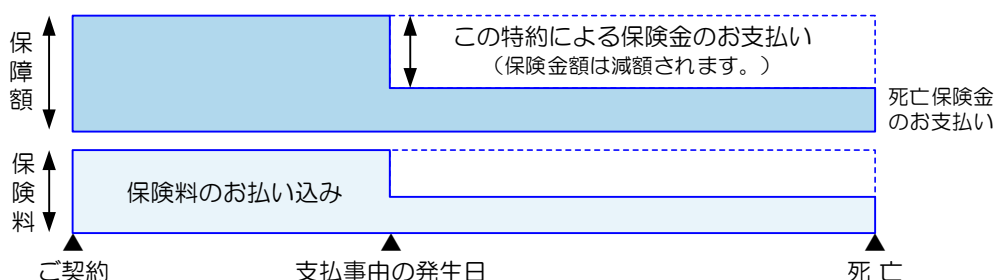 保障額
この特約による保険金のお支払い
（保険金額は減額されます。）
死亡保険金
のお支払い
保険料
保険料のお払い込み
ご契約
支払事由の発生日
死亡